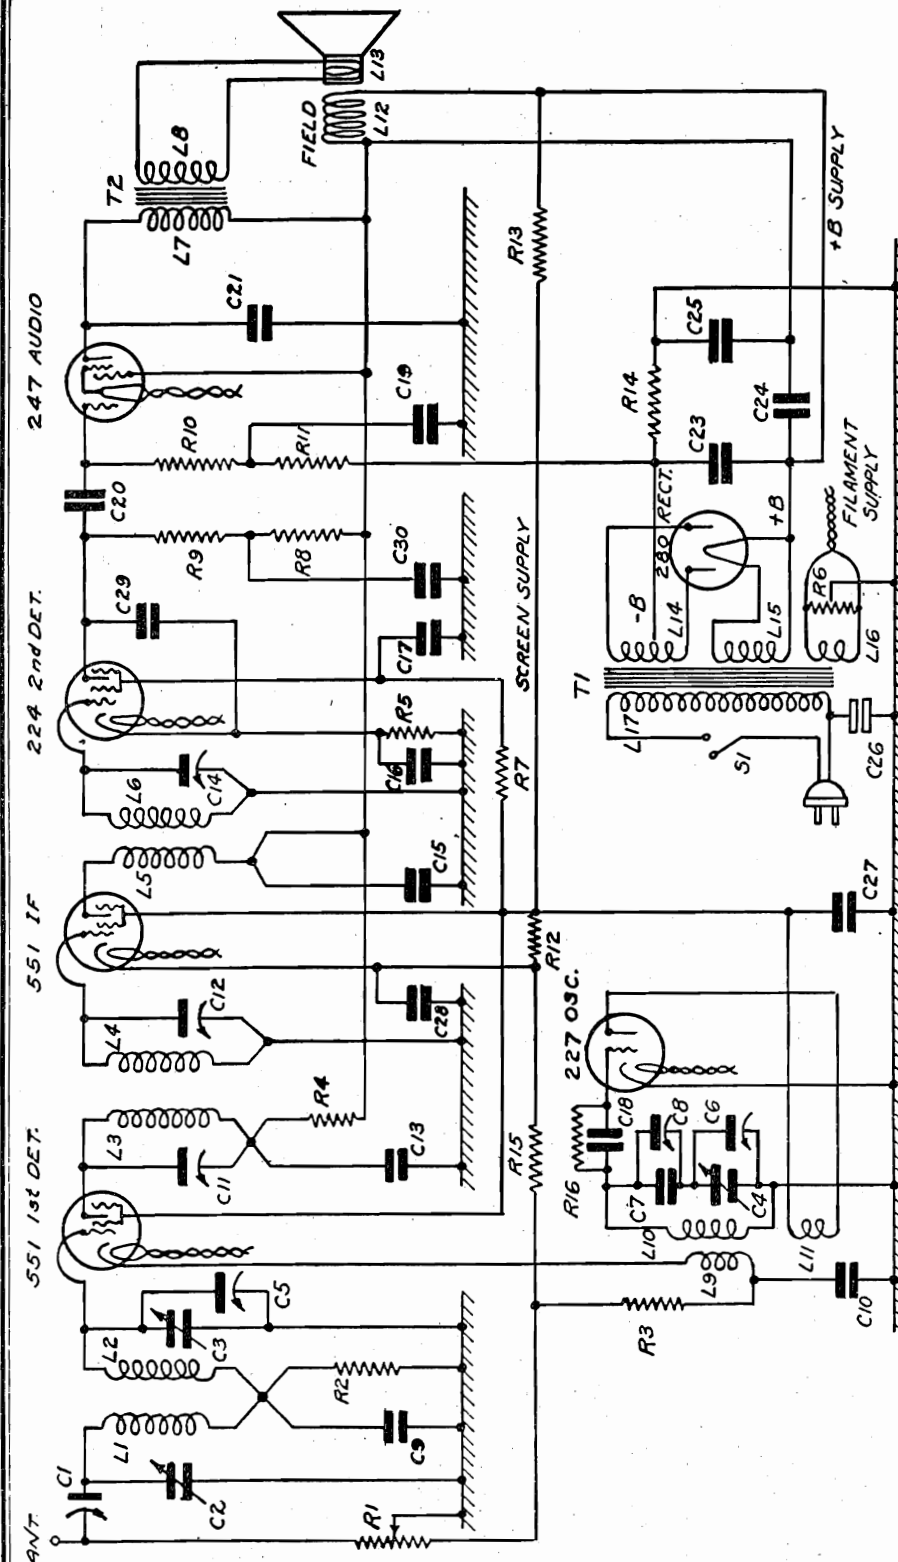 ANT.
551 1st DET.
551 IF
224 2nd DET.
247 AUDIO
C1
L1
C2
R1
L2
C3
C5
C9
R2
L3
C11
R4
C13
L4
C12
C28
L5
C15
L6
C14
C16
R5
C29
C17
R9
R8
C30
C20
R10
R11
C19
C21
T2
L7
L8
FIELD
L12
L13
R13
SCREEN SUPPLY
R7
R12
R15
R3
L9
C10
L10
L11
R16
C18
C7
C8
C4
C6
227 OSC.
C27
T1
L17
S1
C26
L14
-B
280 RECT.
L15
+B
L16
R6
FILAMENT
SUPPLY
R14
C23
C24
C25
+B SUPPLY